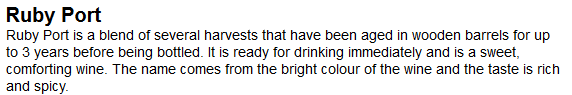 Ruby Port
Ruby Port is a blend of several harvests that have been aged in wooden barrels for up
to 3 years before being bottled. It is ready for drinking immediately and is a sweet,
comforting wine. The name comes from the bright colour of the wine and the taste is rich
and spicy.